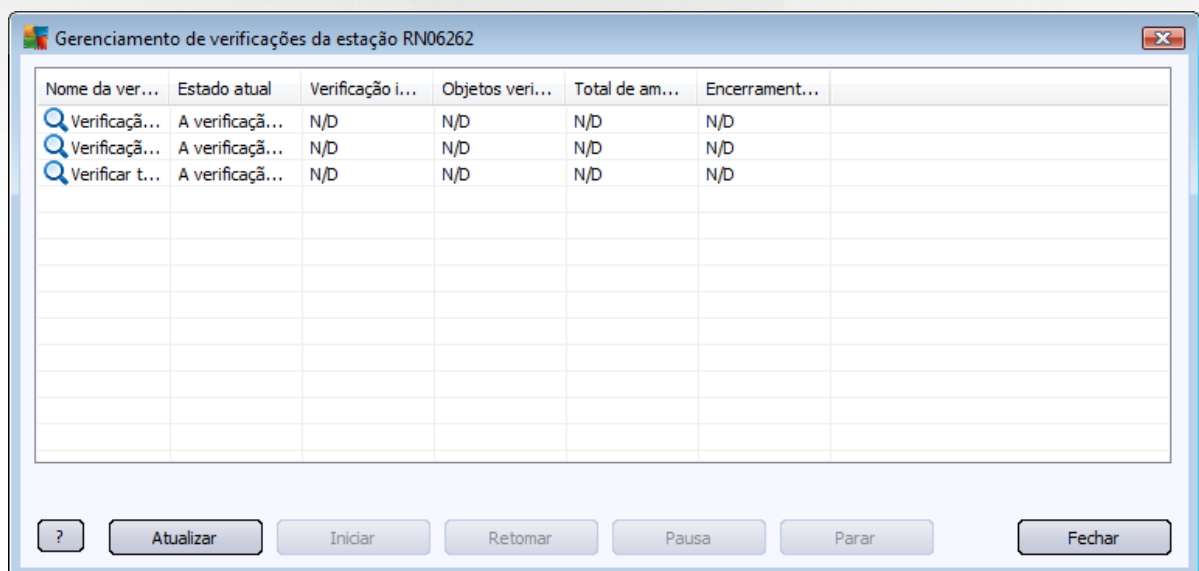 Gerenciamento de verificações da estação RN06262
Nome da ver... Estado atual Verificação i... Objetos veri... Total de am... Encerrament...
Verificaçã... A verificaçã... N/D N/D N/D N/D
Verificaçã... A verificaçã... N/D N/D N/D N/D
Verificar t... A verificaçã... N/D N/D N/D N/D
? Atualizar Iniciar Retomar Pausa Parar Fechar